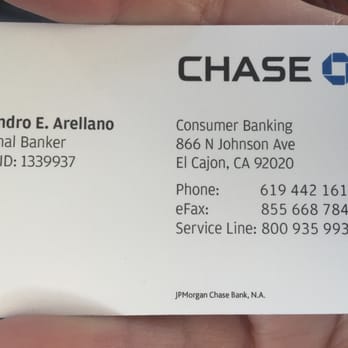 CHASE
ndro E. Arellano
nal Banker
ID: 1339937
Consumer Banking
866 N Johnson Ave
El Cajon, CA 92020
Phone: 619 442 161
eFax: 855 668 784
Service Line: 800 935 993
JPMorgan Chase Bank, N.A.